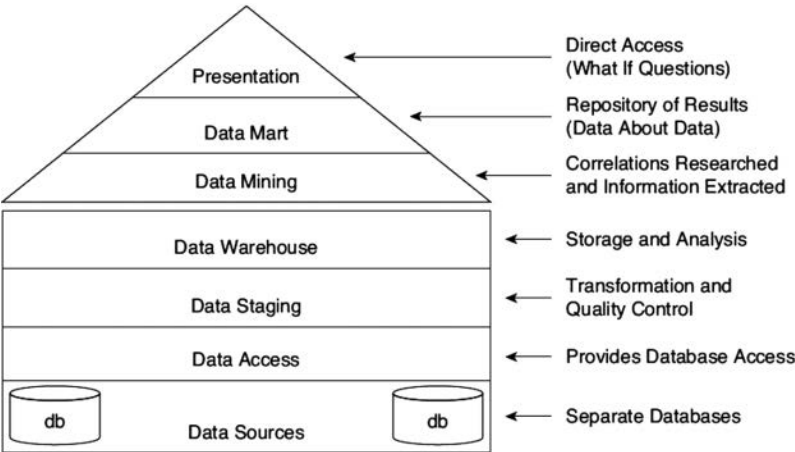 Presentation
Direct Access
(What If Questions)
Data Mart
Repository of Results
(Data About Data)
Data Mining
Correlations Researched
and Information Extracted
Data Warehouse
Storage and Analysis
Data Staging
Transformation and
Quality Control
Data Access
Provides Database Access
db
Data Sources
db
Separate Databases